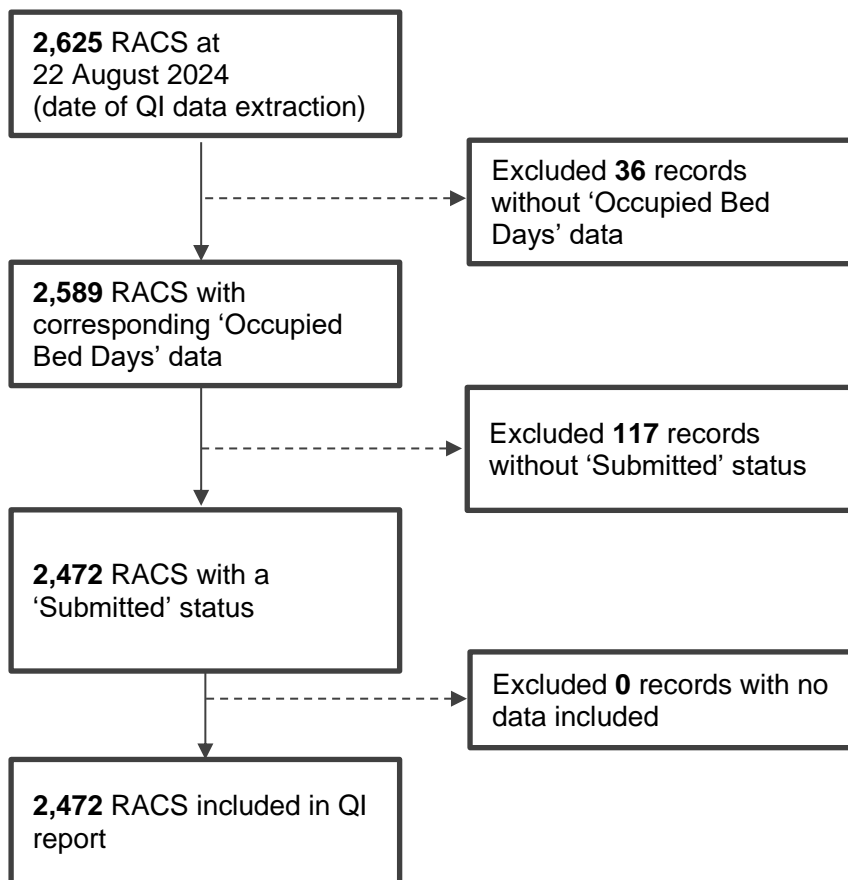 2,625 RACS at
22 August 2024
(date of QI data extraction)
Excluded 36 records
without ‘Occupied Bed
Days’ data
2,589 RACS with
corresponding ‘Occupied
Bed Days’ data
Excluded 117 records
without ‘Submitted’ status
2,472 RACS with a
‘Submitted’ status
Excluded 0 records with no
data included
2,472 RACS included in QI
report